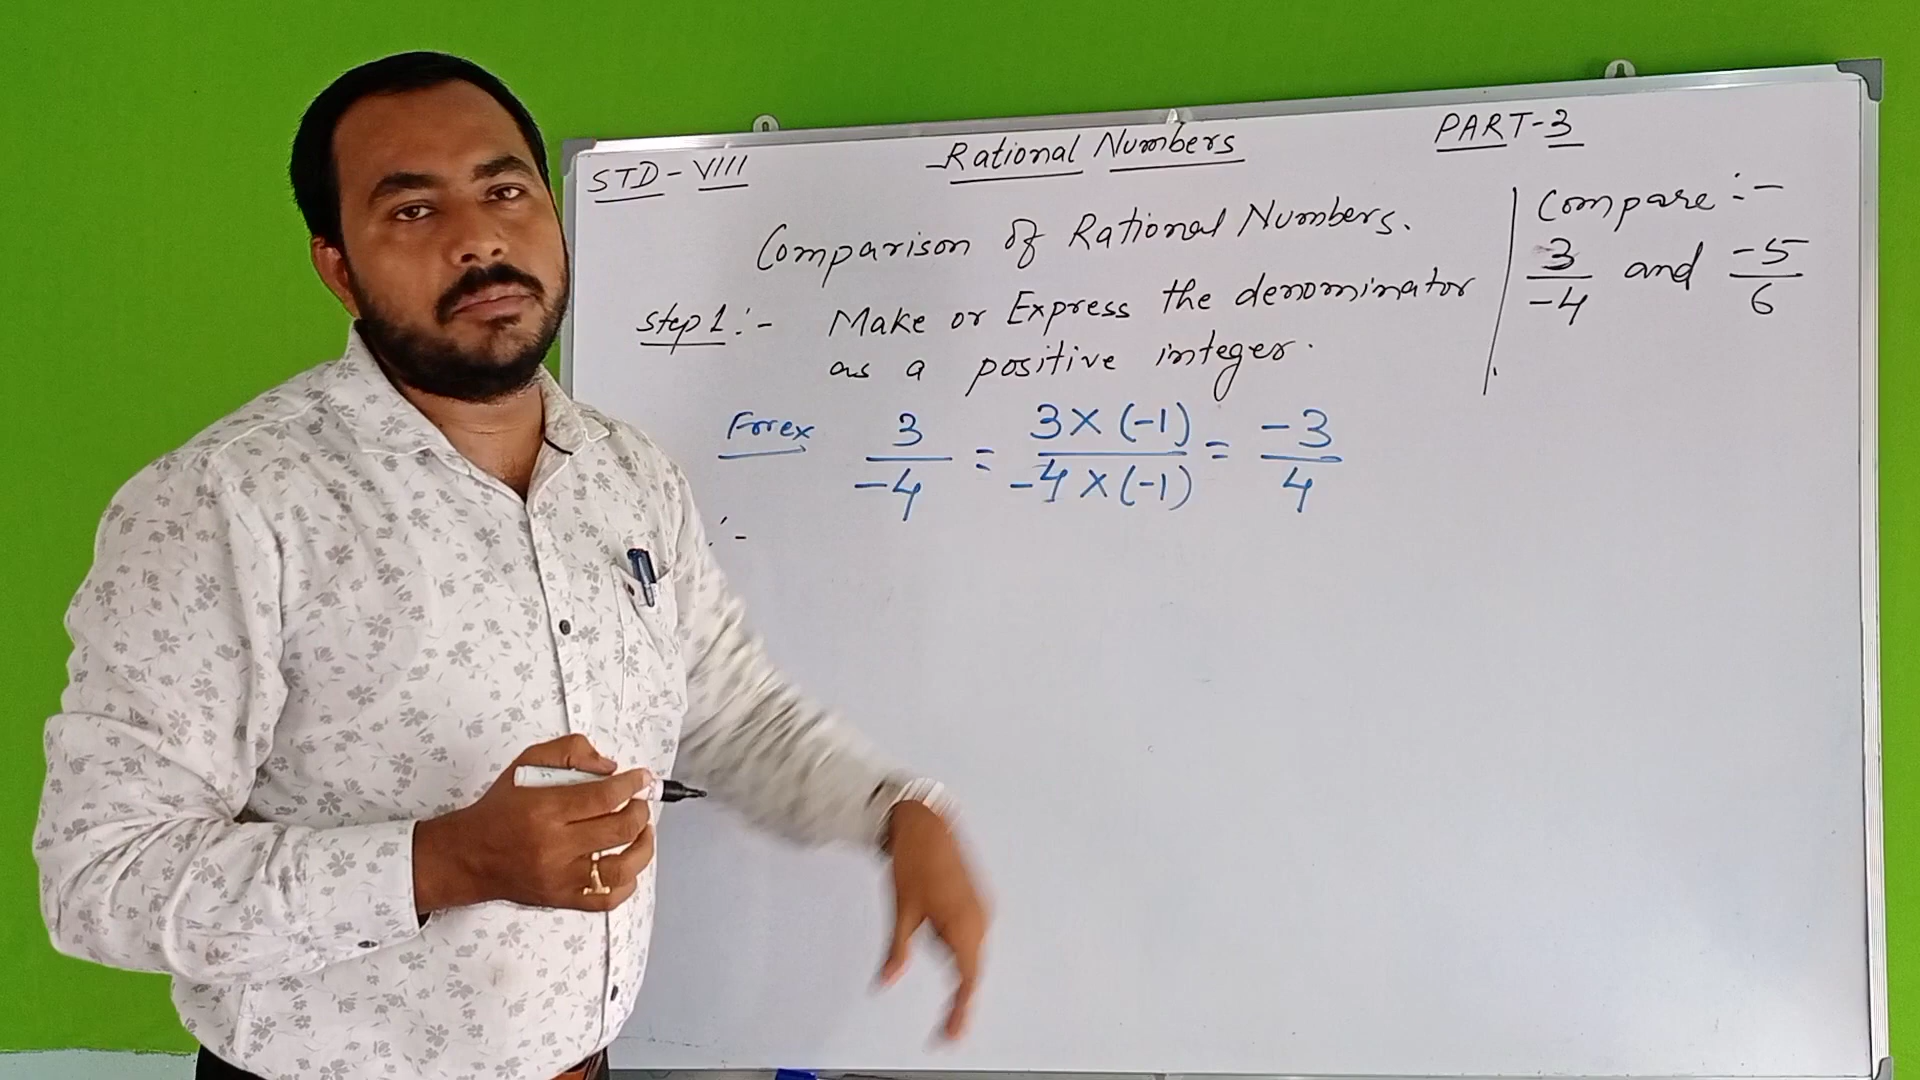 STD-VIII Rational Numbers PART-3
Comparison of Rational Numbers.
Step 1:- Make or Express the denominator
as a positive integer.
For ex 3/-4 = 3×(-1)/-4×(-1) = -3/4
:-
Compare:-
3/-4 and -5/6